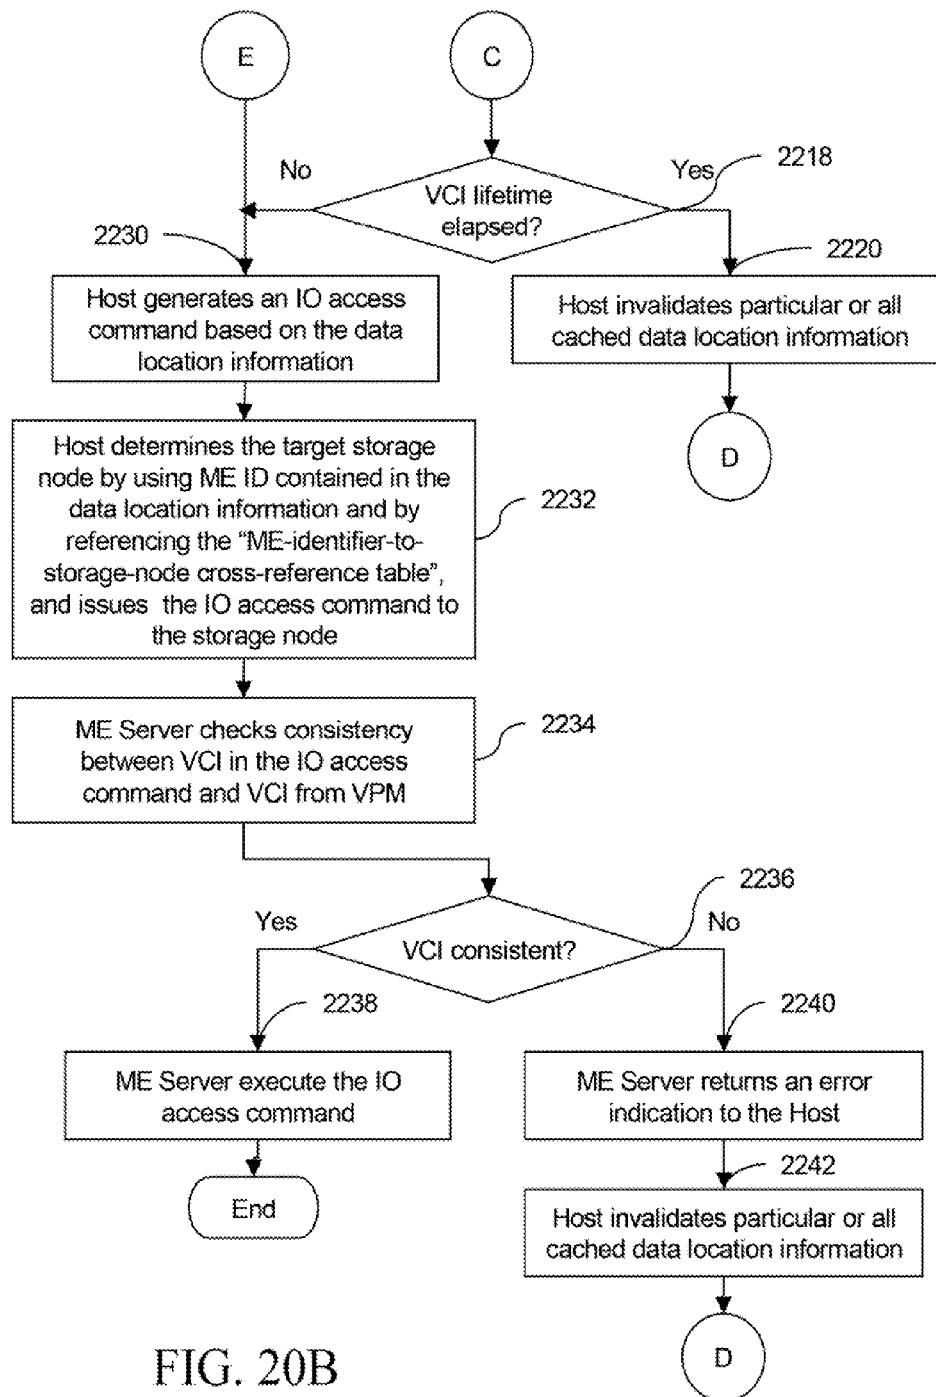 E
C
No
Yes
2218
VCI lifetime
elapsed?
2230
2220
Host generates an IO access
command based on the data
location information
Host invalidates particular or all
cached data location information
D
Host determines the target storage
node by using ME ID contained in the
data location information and by
referencing the “ME-identifier-to-
storage-node cross-reference table”,
and issues the IO access command to
the storage node
2232
ME Server checks consistency
between VCI in the IO access
command and VCI from VPM
2234
2236
Yes
No
VCI consistent?
2238
2240
ME Server execute the IO
access command
ME Server returns an error
indication to the Host
2242
End
Host invalidates particular or all
cached data location information
D
FIG. 20B